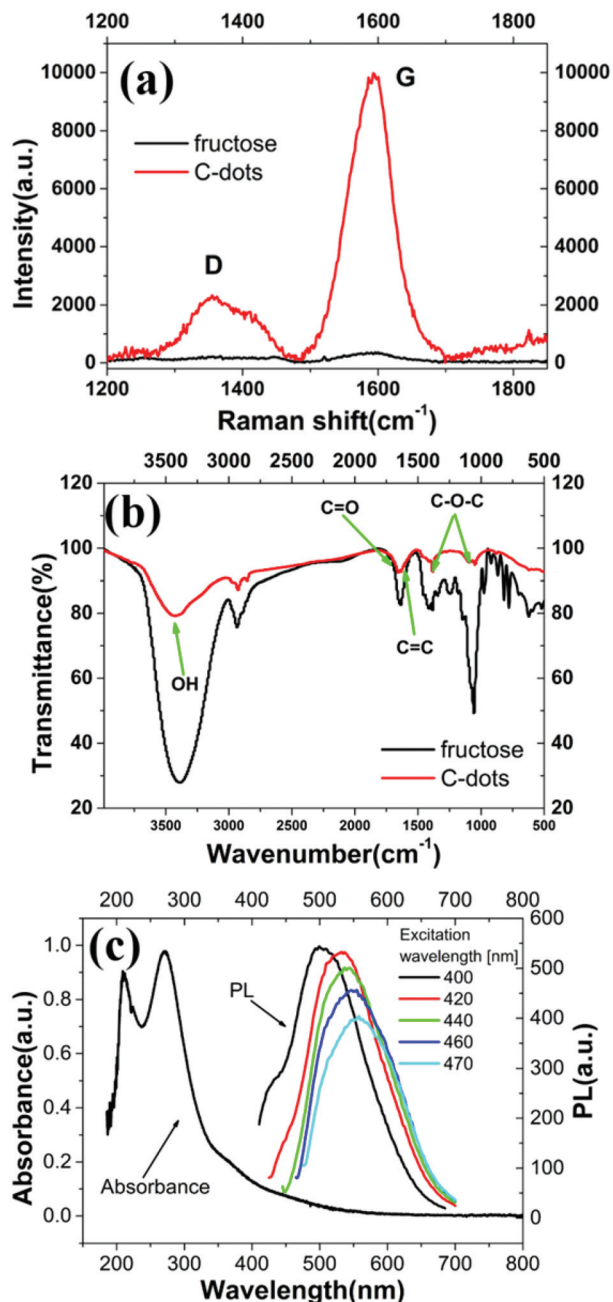 1200 1400 1600 1800
10000 (a) G 10000
fructose
C-dots
8000 8000
6000 6000
4000 4000
D
2000 2000
0 0
1200 1400 1600 1800
Intensity(a.u.)
Raman shift(cm⁻¹)
3500 3000 2500 2000 1500 1000 500
120 (b) 120
C=O C-O-C
100 100
80 80
OH C=C
60 60
40 fructose 40
C-dots
20 20
3500 3000 2500 2000 1500 1000 500
Transmittance(%)
Wavenumber(cm⁻¹)
200 300 400 500 600 700 800
(c)
600
1.0 500
0.8 400
0.6 300
0.4 200
0.2 100
0.0 0
PL
Absorbance
Excitation
wavelength [nm]
400
420
440
460
470
200 300 400 500 600 700 800
Absorbance(a.u.)
PL(a.u.)
Wavelength(nm)